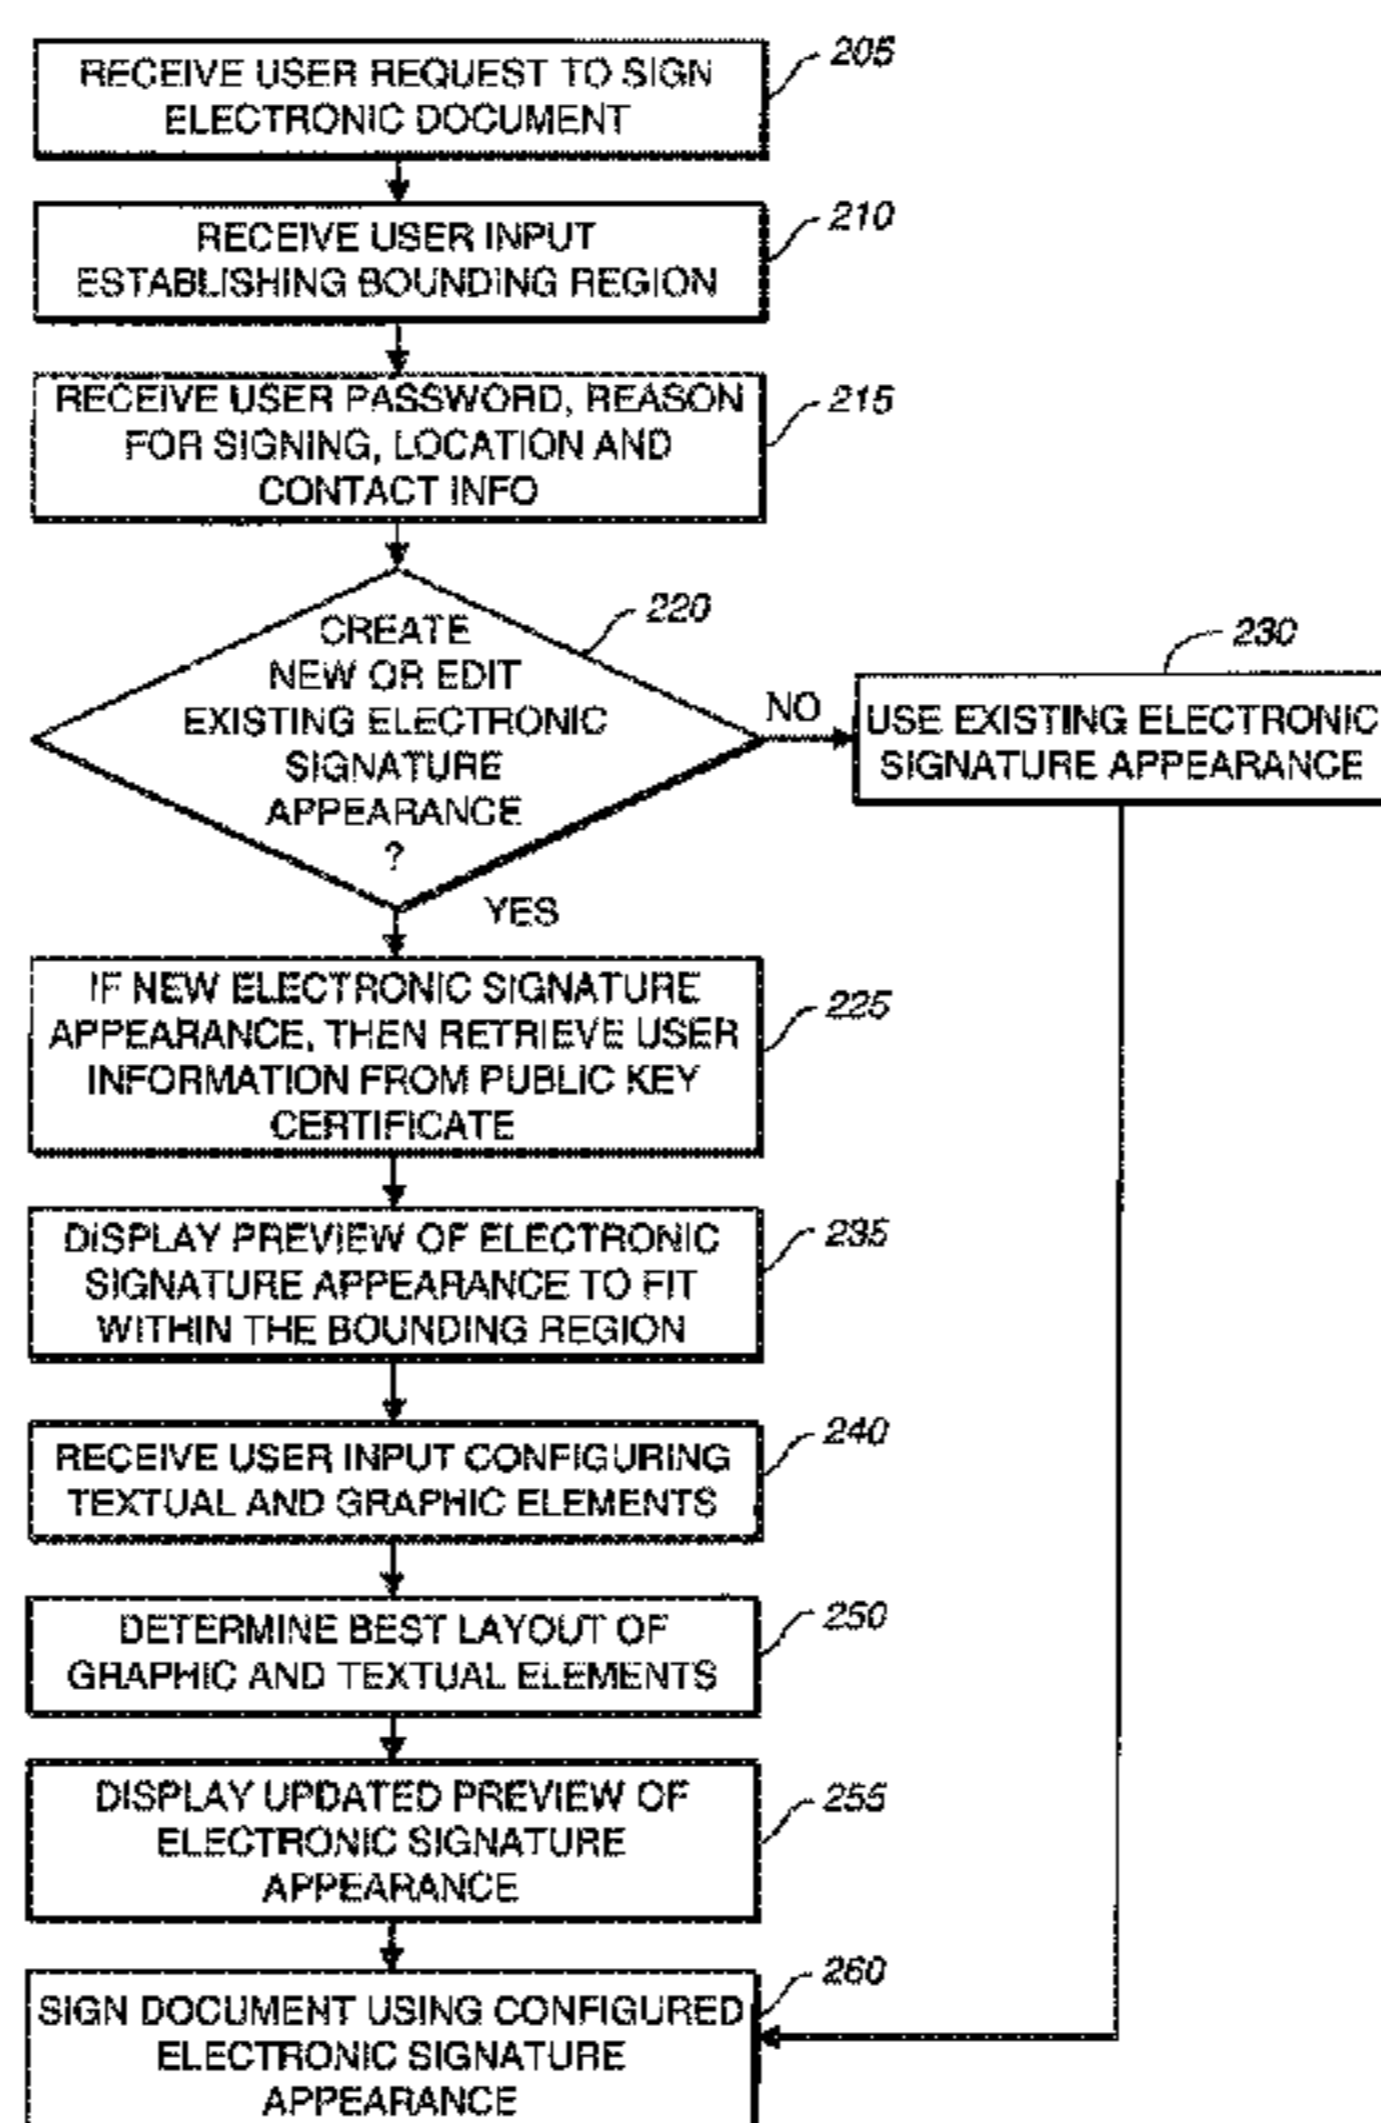 RECEIVE USER REQUEST TO SIGN
ELECTRONIC DOCUMENT
205
RECEIVE USER INPUT
ESTABLISHING BOUNDING REGION
210
RECEIVE USER PASSWORD, REASON
FOR SIGNING, LOCATION AND
CONTACT INFO
215
CREATE
NEW OR EDIT
EXISTING ELECTRONIC
SIGNATURE
APPEARANCE
?
220
NO
230
USE EXISTING ELECTRONIC
SIGNATURE APPEARANCE
YES
IF NEW ELECTRONIC SIGNATURE
APPEARANCE, THEN RETRIEVE USER
INFORMATION FROM PUBLIC KEY
CERTIFICATE
225
DISPLAY PREVIEW OF ELECTRONIC
SIGNATURE APPEARANCE TO FIT
WITHIN THE BOUNDING REGION
235
RECEIVE USER INPUT CONFIGURING
TEXTUAL AND GRAPHIC ELEMENTS
240
DETERMINE BEST LAYOUT OF
GRAPHIC AND TEXTUAL ELEMENTS
250
DISPLAY UPDATED PREVIEW OF
ELECTRONIC SIGNATURE
APPEARANCE
255
SIGN DOCUMENT USING CONFIGURED
ELECTRONIC SIGNATURE
APPEARANCE
260